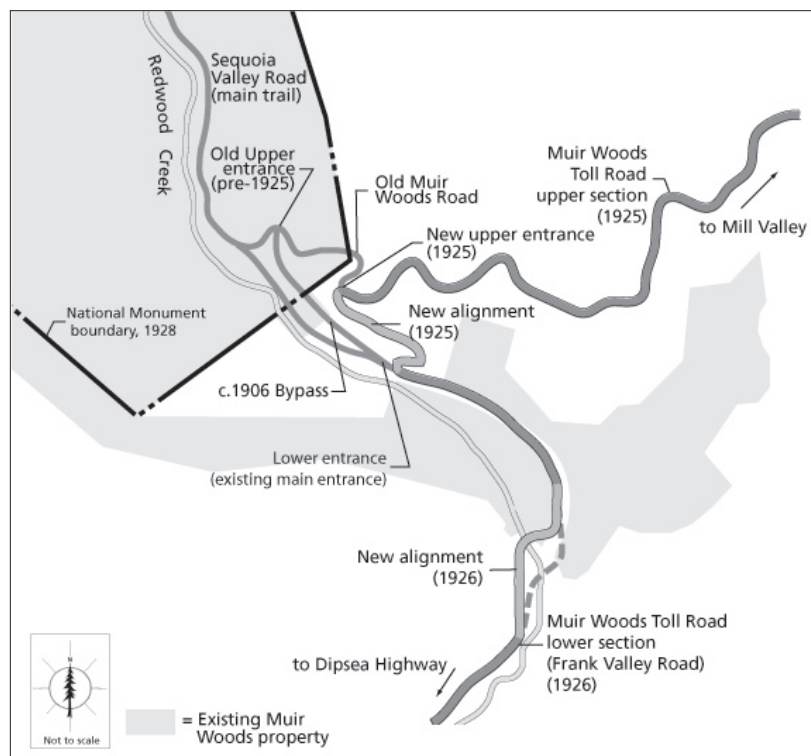 Redwood Creek
Sequoia
Valley Road
(main trail)
Old Upper
entrance
(pre-1925)
Old Muir
Woods Road
Muir Woods
Toll Road
upper section
(1925)
to Mill Valley
New upper entrance
(1925)
National Monument
boundary, 1928
New alignment
(1925)
c.1906 Bypass
Lower entrance
(existing main entrance)
New alignment
(1926)
Muir Woods Toll Road
lower section
(Frank Valley Road)
(1926)
to Dipsea Highway
N
Not to scale
= Existing Muir
Woods property